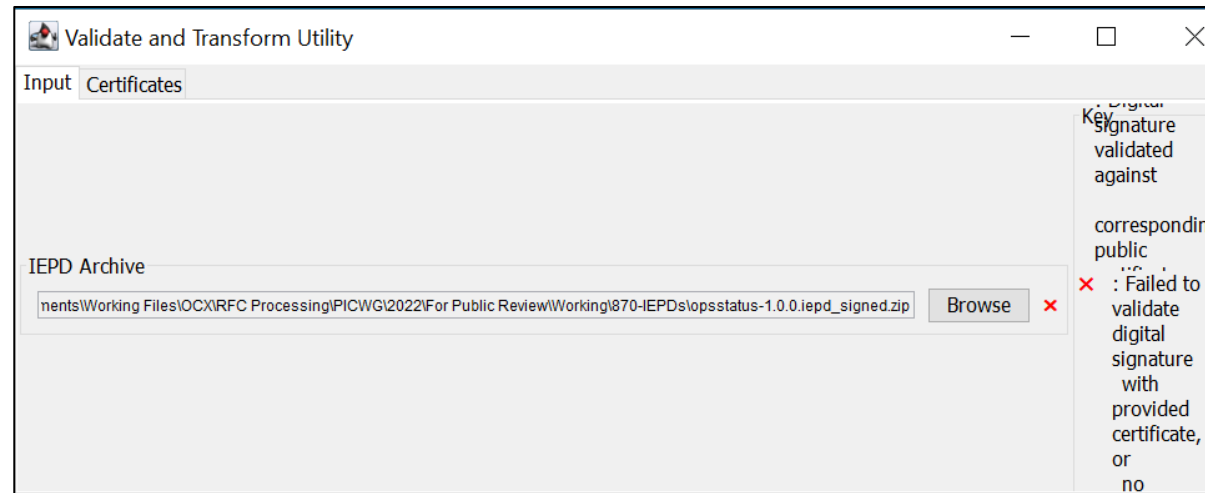 Validate and Transform Utility
Input Certificates
Key
: Digital
signature
validated
against
correspondin
public
IEPD Archive
nents\Working Files\OCX\RFC Processing\PICWG\2022\For Public Review\Working\870-IEPDs\opsstatus-1.0.0.iepd_signed.zip
Browse
: Failed to
validate
digital
signature
with
provided
certificate,
or
no